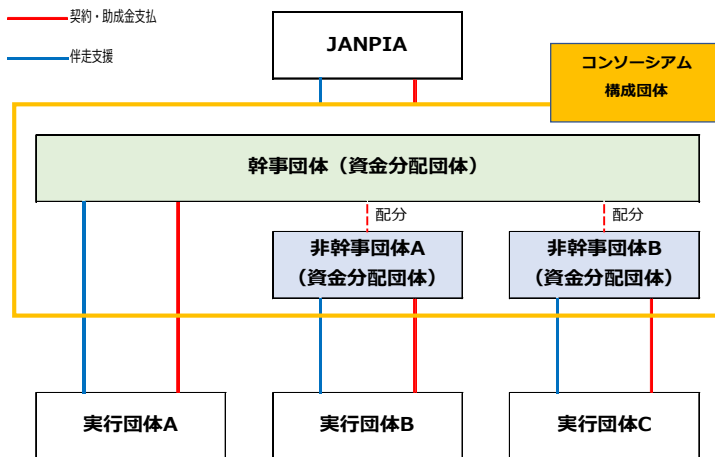 契約・助成金支払
伴走支援
JANPIA
コンソーシアム
構成団体
幹事団体（資金分配団体）
配分
配分
非幹事団体A
（資金分配団体）
非幹事団体B
（資金分配団体）
実行団体A
実行団体B
実行団体C